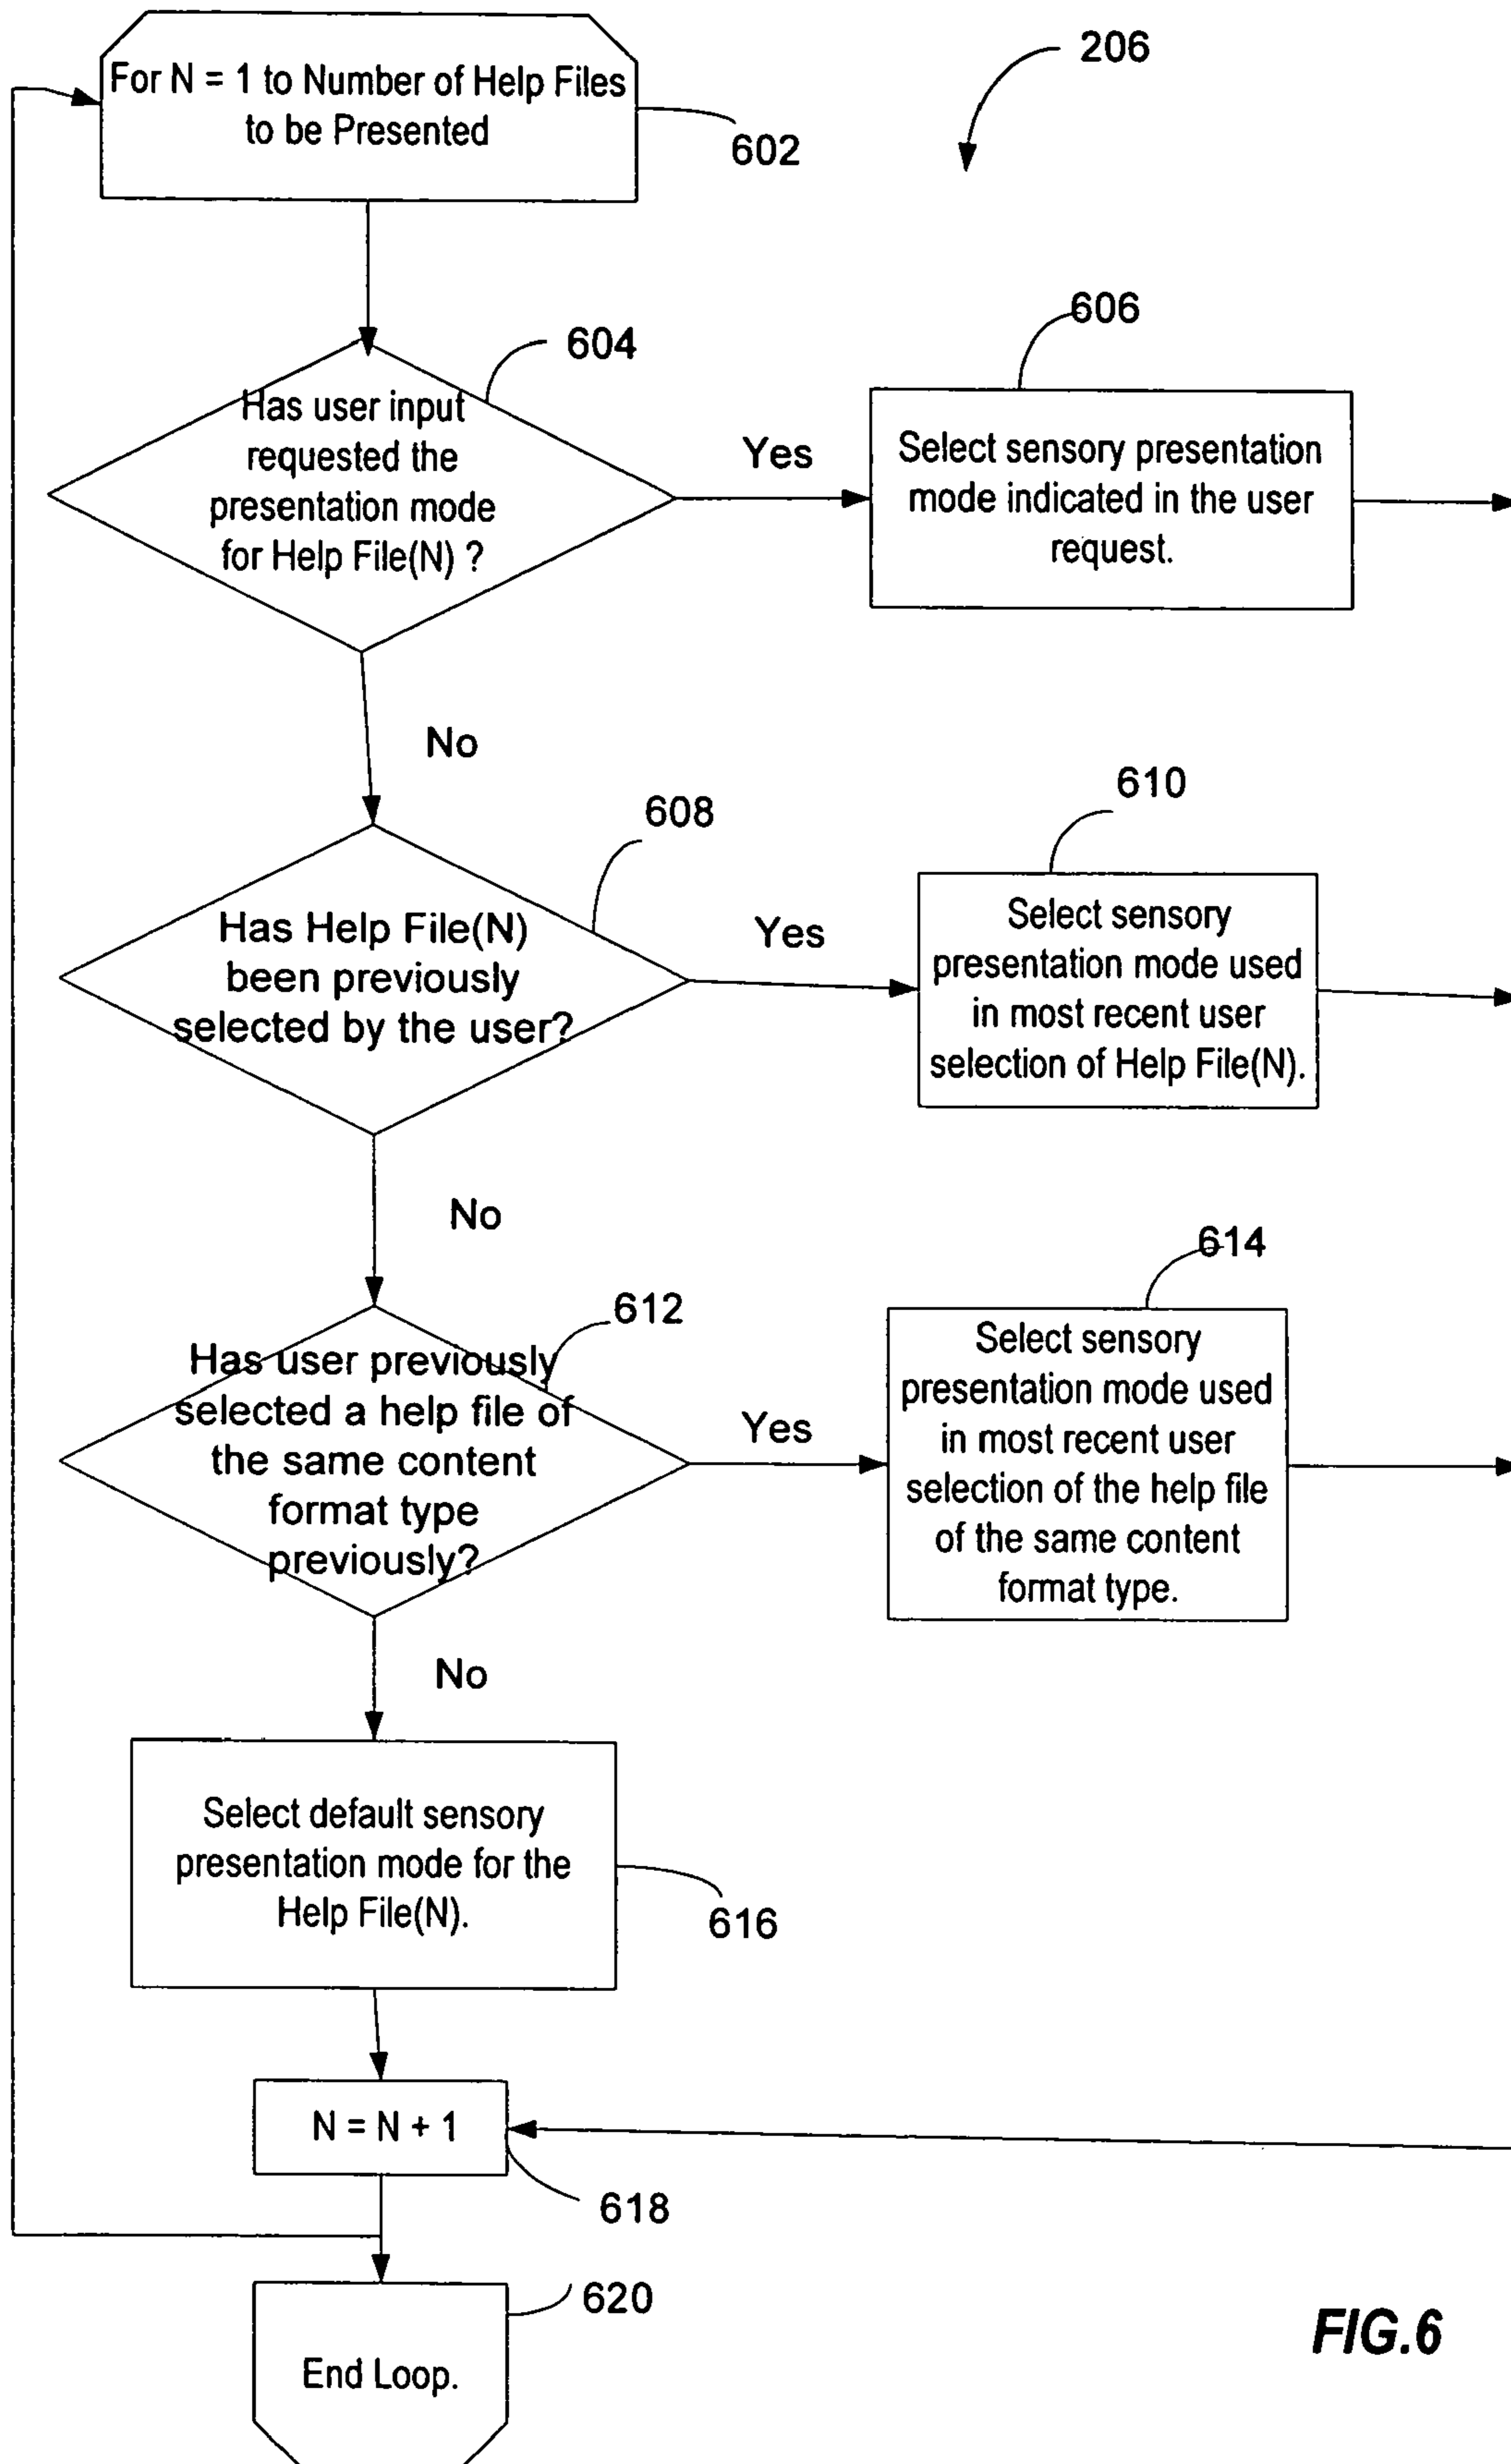 For N = 1 to Number of Help Files
to be Presented
602
206
604
Has user input
requested the
presentation mode
for Help File(N) ?
Yes
606
Select sensory presentation
mode indicated in the user
request.
No
608
Has Help File(N)
been previously
selected by the user?
Yes
610
Select sensory
presentation mode used
in most recent user
selection of Help File(N).
No
612
Has user previously
selected a help file of
the same content
format type
previously?
Yes
614
Select sensory
presentation mode used
in most recent user
selection of the help file
of the same content
format type.
No
Select default sensory
presentation mode for the
Help File(N).
616
N = N + 1
618
620
End Loop.
FIG.6